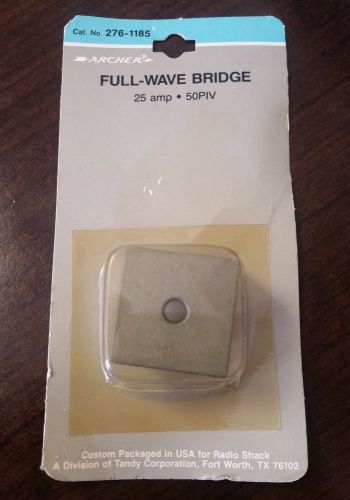 Cat. No. 276-1185
ARCHER
FULL-WAVE BRIDGE
25 amp • 50PIV
Custom Packaged in USA for Radio Shack
A Division of Tandy Corporation, Fort Worth, TX 76102